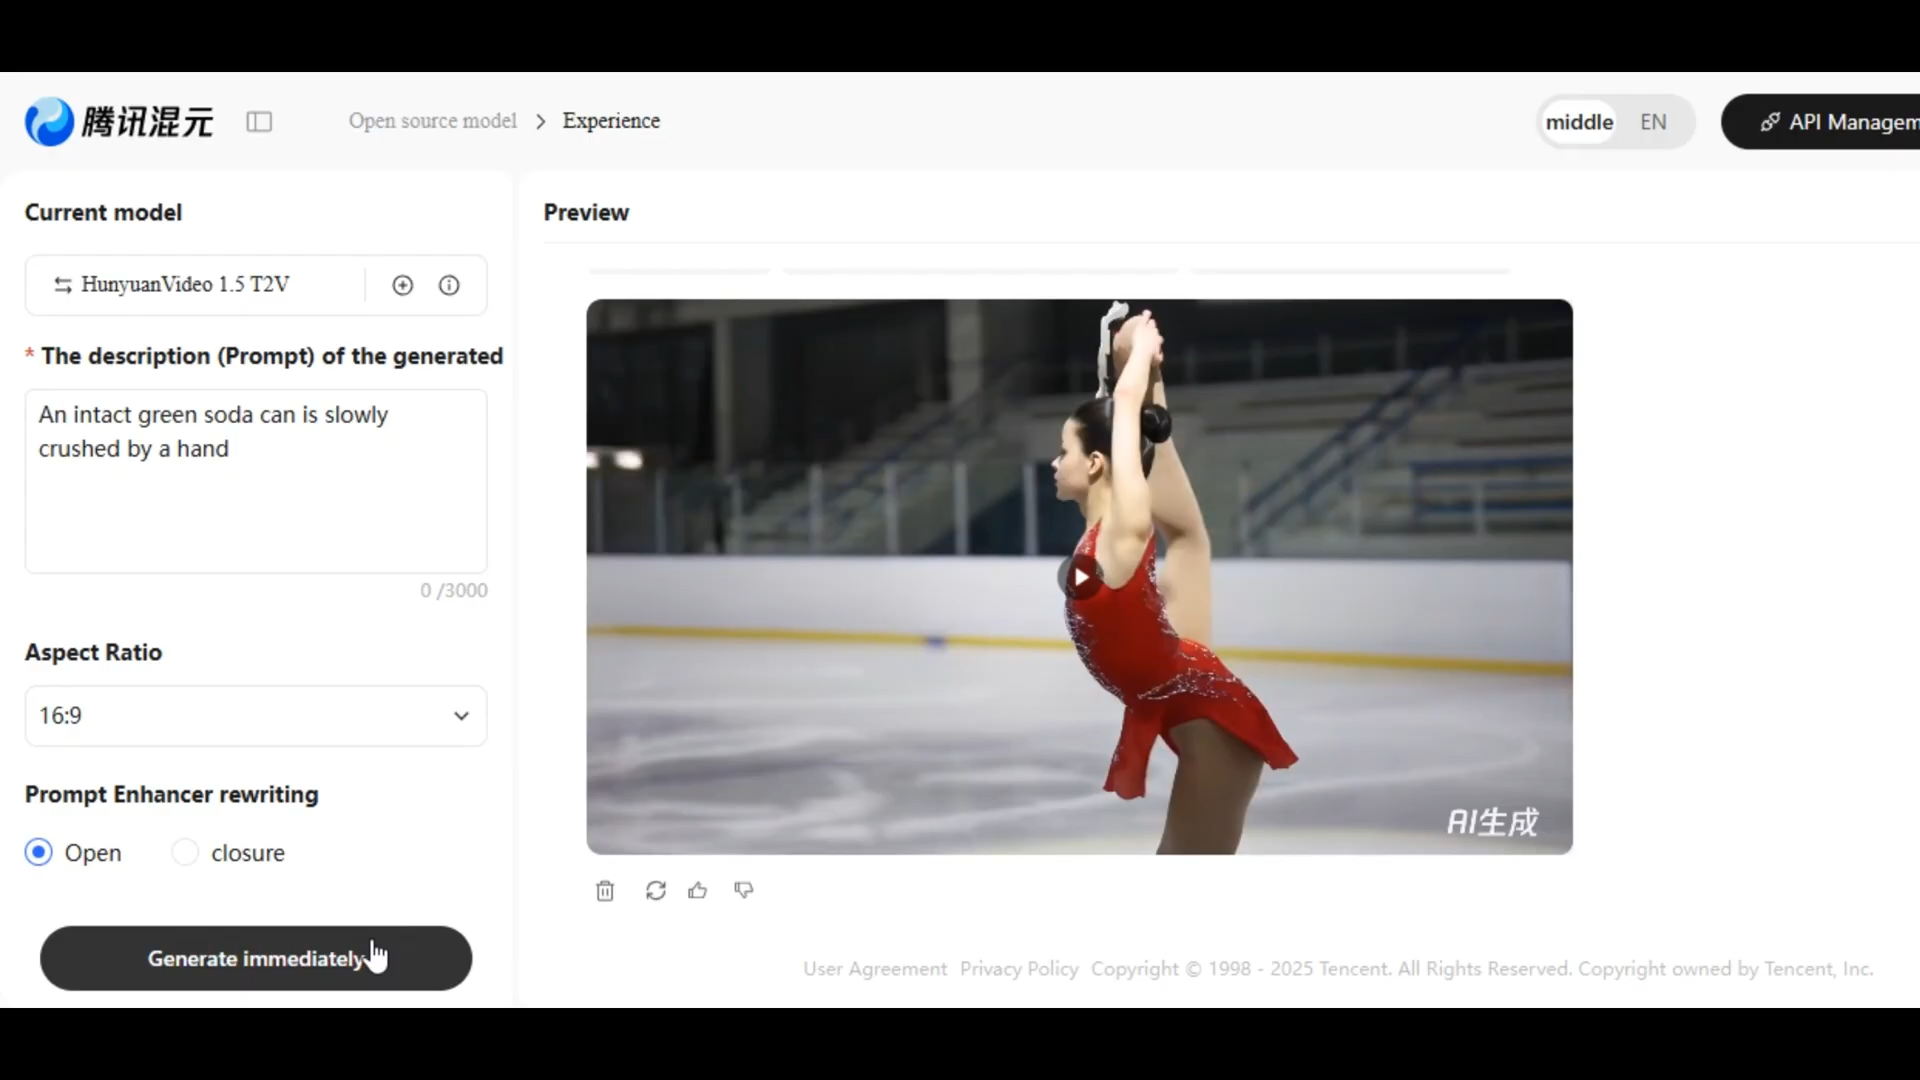 腾讯混元
Open source model > Experience
middle EN
API Managem
Current model
HunyuanVideo 1.5 T2V
* The description (Prompt) of the generated
An intact green soda can is slowly
crushed by a hand
0 /3000
Aspect Ratio
16:9
Prompt Enhancer rewriting
Open closure
Generate immediately
Preview
AI生成
User Agreement Privacy Policy Copyright © 1998 - 2025 Tencent. All Rights Reserved. Copyright owned by Tencent, Inc.